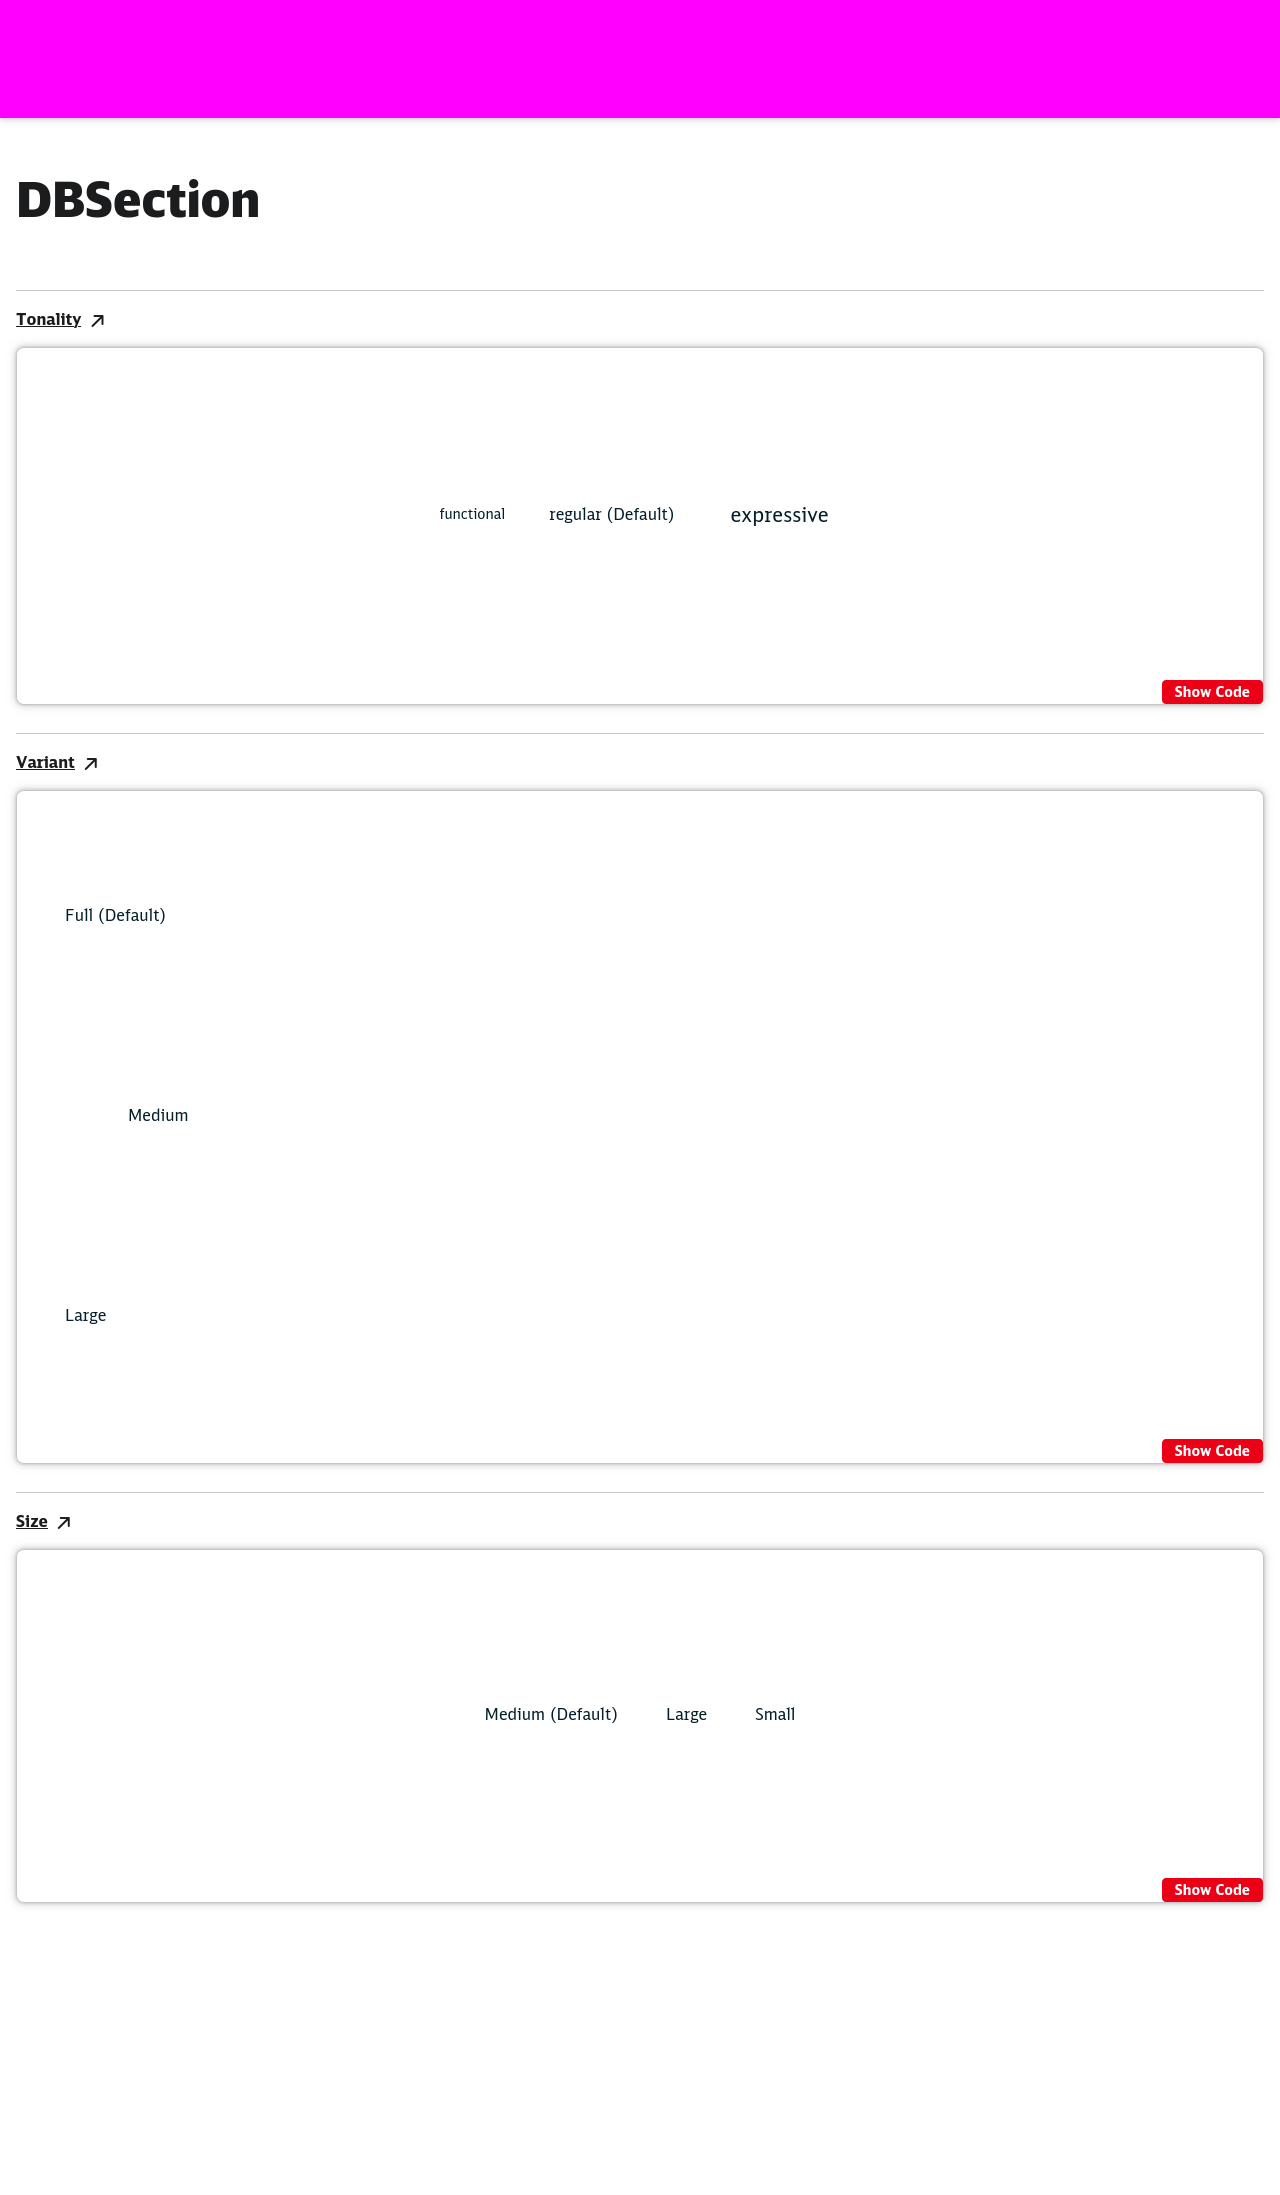 DBSection
Tonality
functional regular (Default) expressive
Show Code
Variant
Full (Default)
Medium
Large
Show Code
Size
Medium (Default) Large Small
Show Code